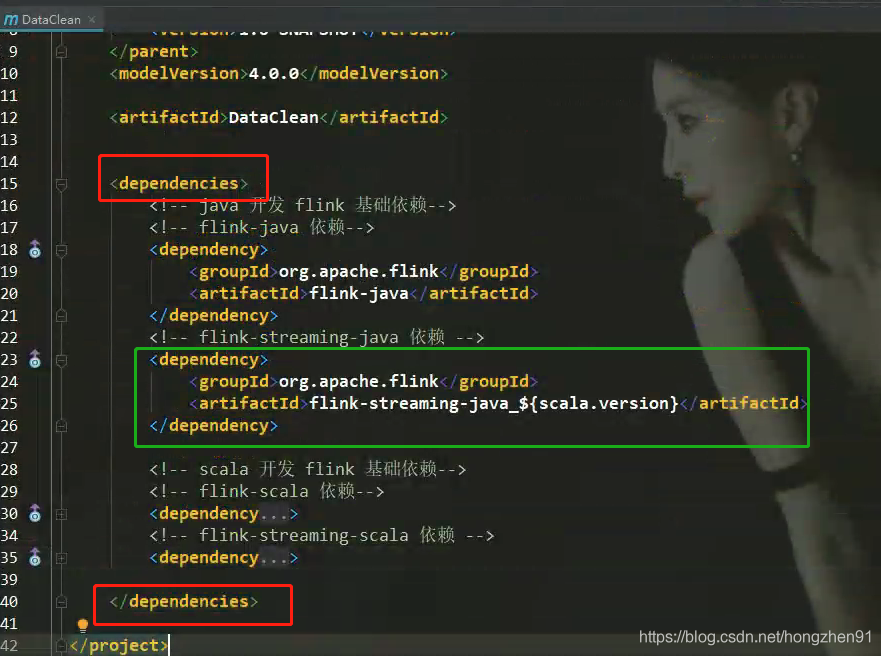 DataClean
<version>1.0-SNAPSHOT</version>
9 </parent>
10 <modelVersion>4.0.0</modelVersion>
11
12 <artifactId>DataClean</artifactId>
13
14
15 <dependencies>
16 <!-- java 开发 flink 基础依赖-->
17 <!-- flink-java 依赖-->
18 <dependency>
19 <groupId>org.apache.flink</groupId>
20 <artifactId>flink-java</artifactId>
21 </dependency>
22 <!-- flink-streaming-java 依赖 -->
23 <dependency>
24 <groupId>org.apache.flink</groupId>
25 <artifactId>flink-streaming-java_${scala.version}</artifactId>
26 </dependency>
27
28 <!-- scala 开发 flink 基础依赖-->
29 <!-- flink-scala 依赖-->
30 <dependency...>
34 <!-- flink-streaming-scala 依赖 -->
35 <dependency...>
39
40 </dependencies>
41
42 </project>
https://blog.csdn.net/hongzhen91